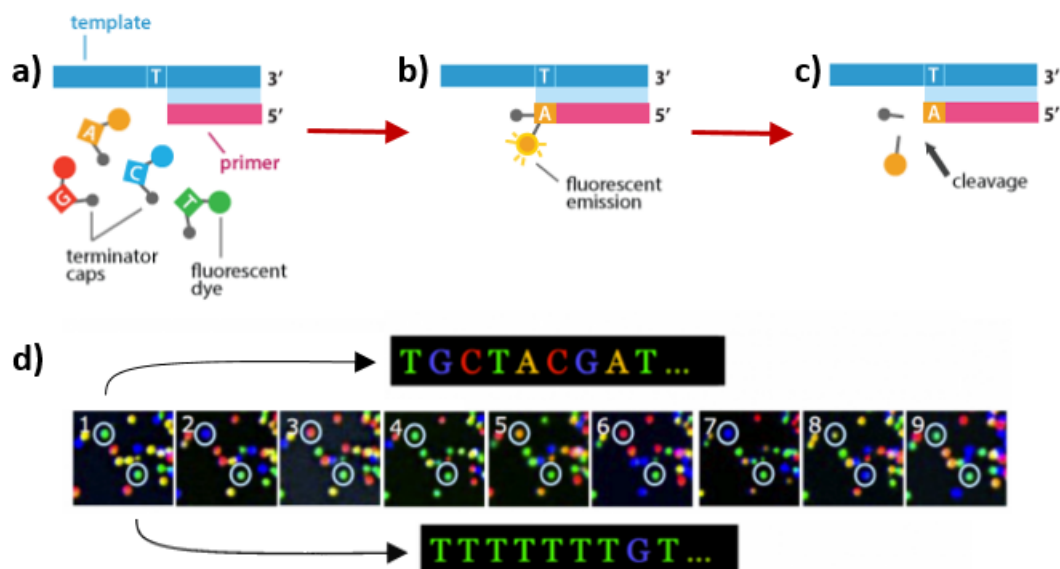 template
a)
T
3'
5'
primer
A
C
G
T
terminator
caps
fluorescent
dye
b)
T
3'
A
5'
fluorescent
emission
c)
T
3'
A
5'
cleavage
d)
TGCTACGAT...
1 2 3 4 5 6 7 8 9
TTTTTTTGT...